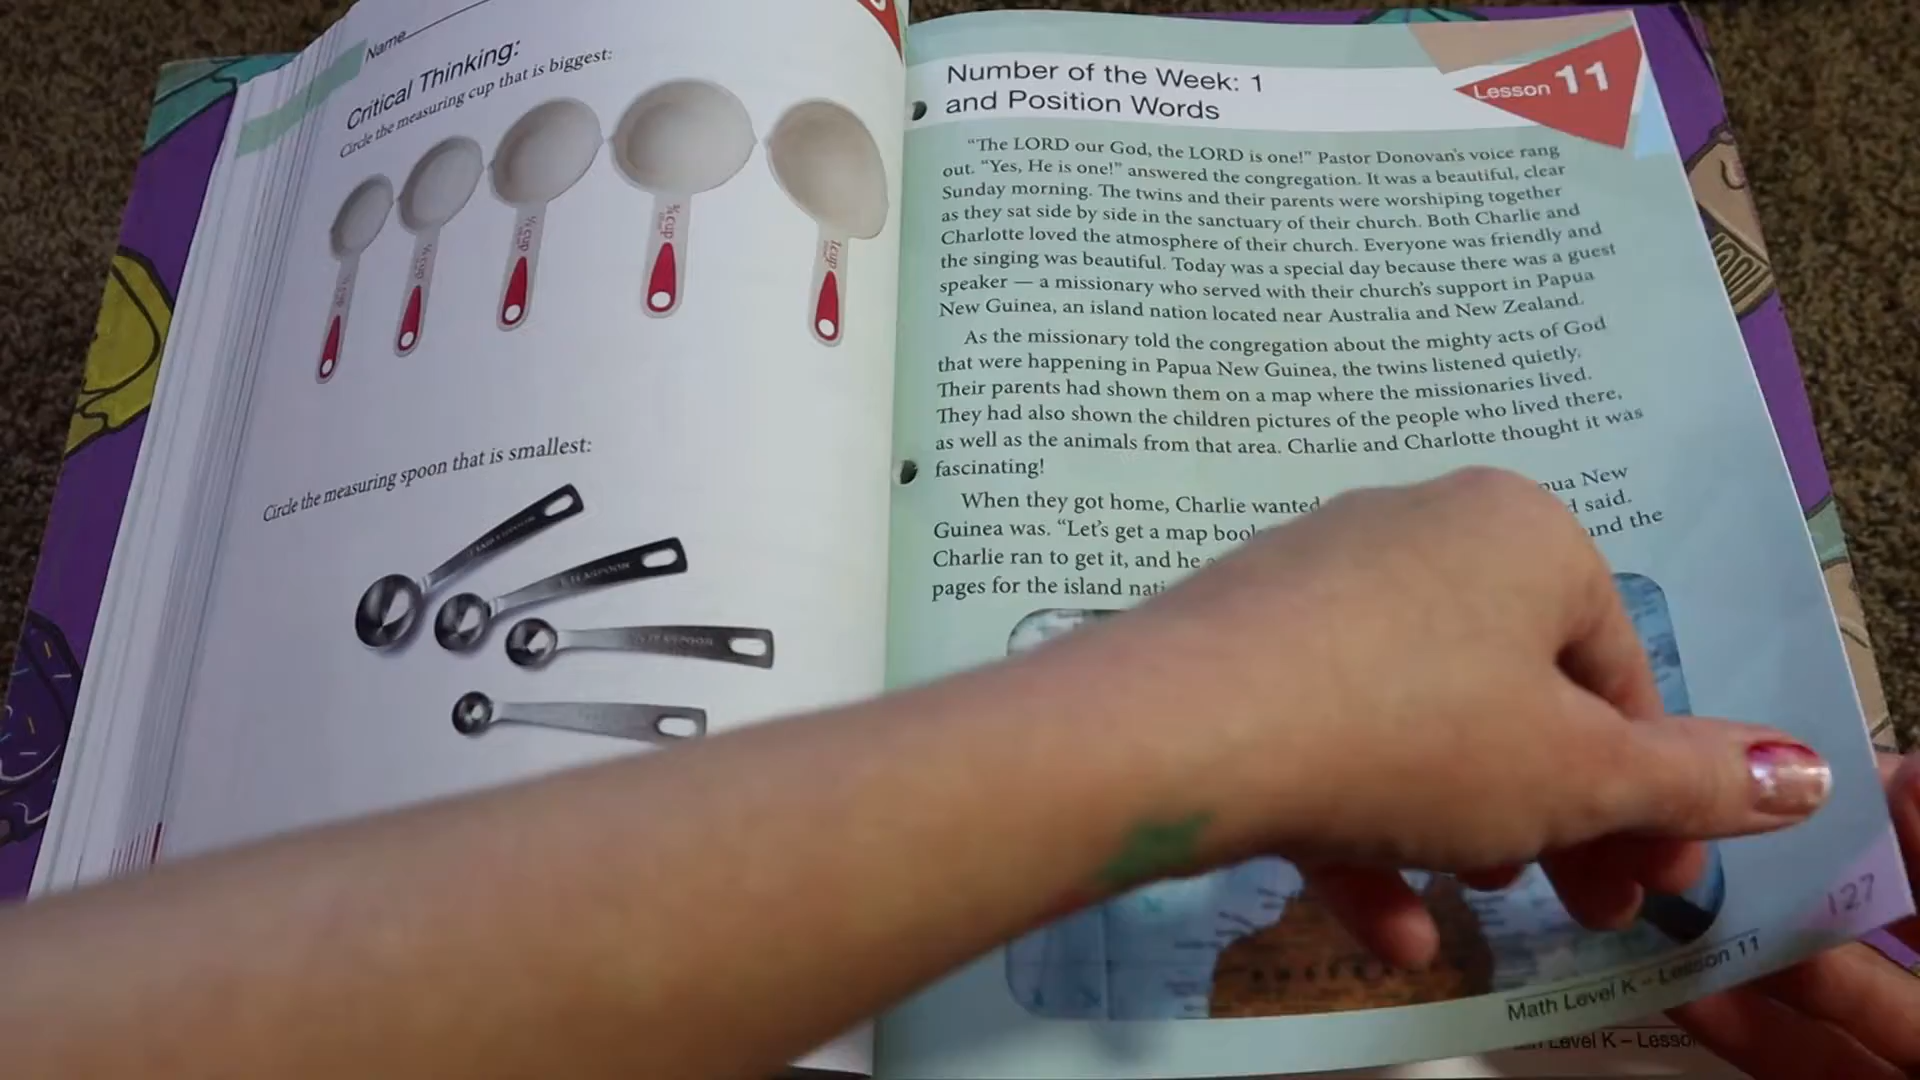 Name
Critical Thinking:
Circle the measuring cup that is biggest:
¾ cup
1 cup
Circle the measuring spoon that is smallest:
Number of the Week: 1
and Position Words
Lesson 11
“The LORD our God, the LORD is one!” Pastor Donovan’s voice rang
out. “Yes, He is one!” answered the congregation. It was a beautiful, clear
Sunday morning. The twins and their parents were worshiping together
as they sat side by side in the sanctuary of their church. Both Charlie and
Charlotte loved the atmosphere of their church. Everyone was friendly and
the singing was beautiful. Today was a special day because there was a guest
speaker — a missionary who served with their church’s support in Papua
New Guinea, an island nation located near Australia and New Zealand.
As the missionary told the congregation about the mighty acts of God
that were happening in Papua New Guinea, the twins listened quietly.
Their parents had shown them on a map where the missionaries lived.
They had also shown the children pictures of the people who lived there,
as well as the animals from that area. Charlie and Charlotte thought it was
fascinating!
When they got home, Charlie wanted New
Guinea was. “Let’s get a map said.
Charlie ran to get it, and he the
pages for the island
127
Math Level K – Lesson 11
Level K –